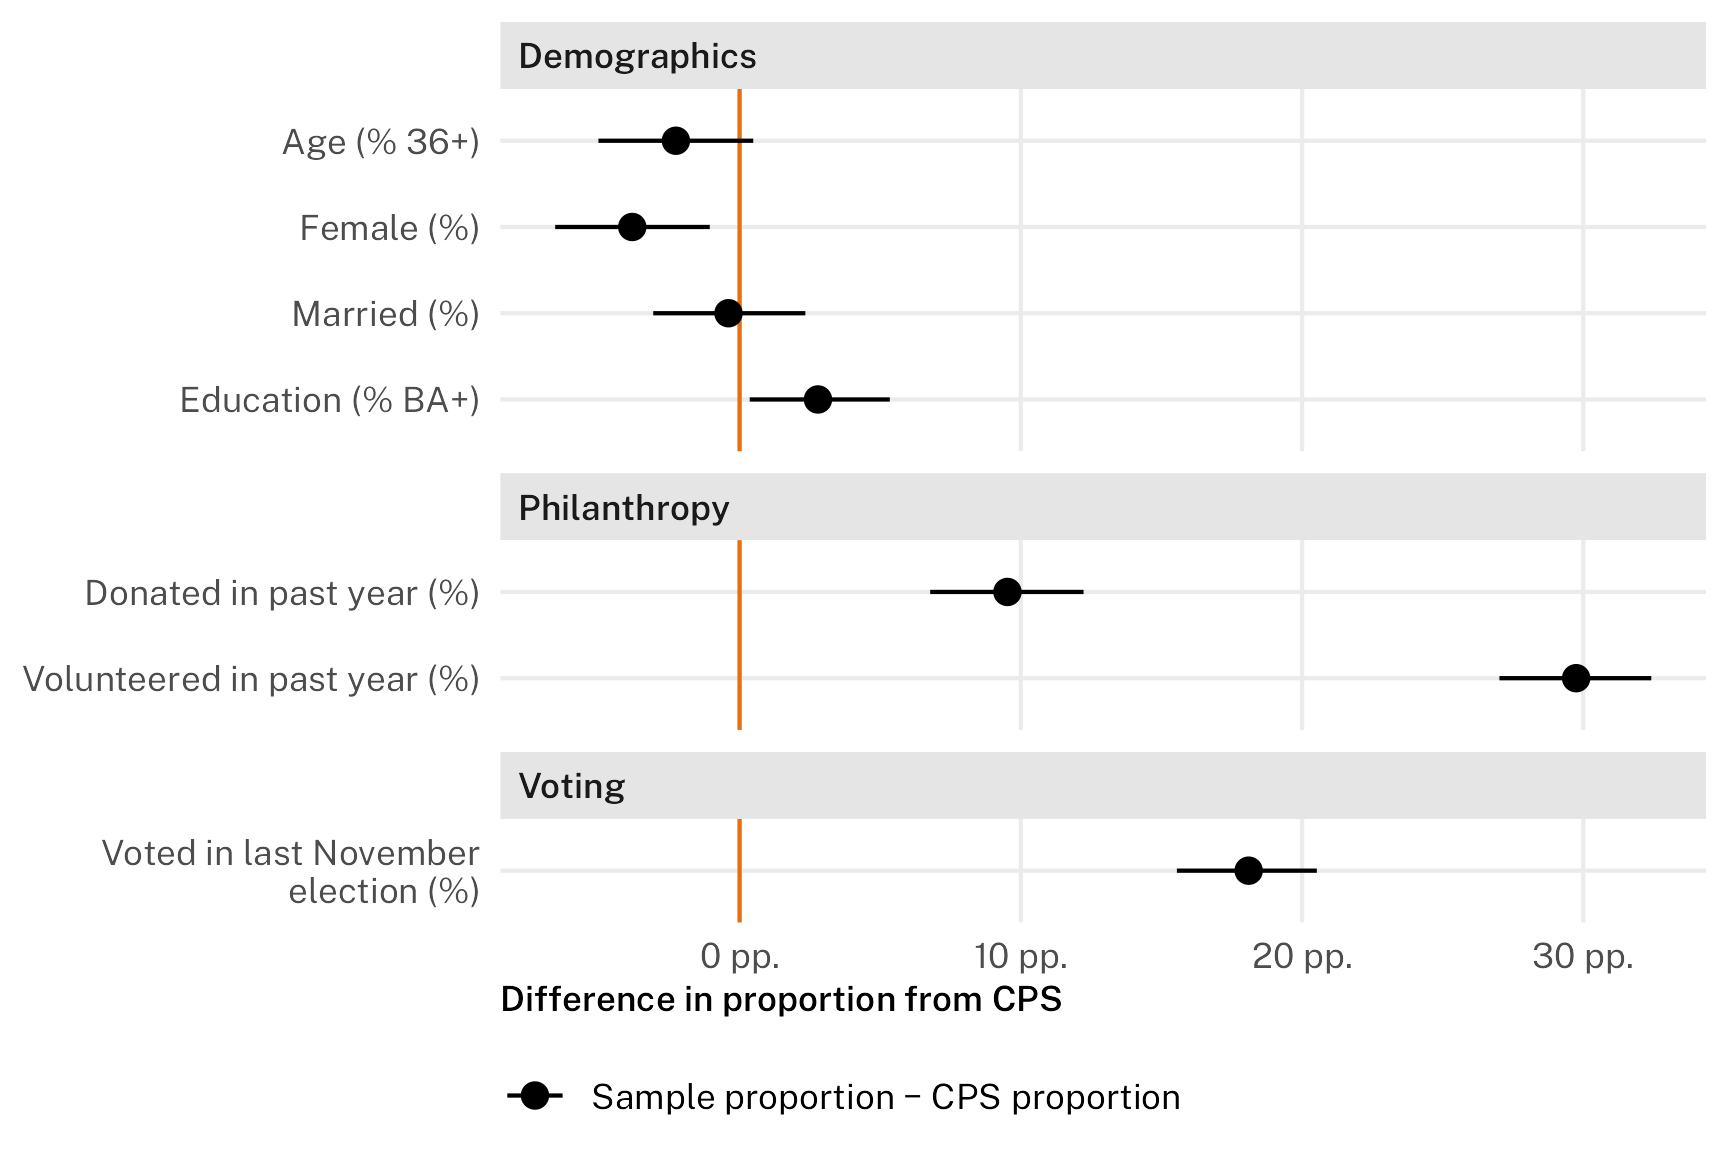 Demographics
Age (% 36+)
Female (%)
Married (%)
Education (% BA+)
Philanthropy
Donated in past year (%)
Volunteered in past year (%)
Voting
Voted in last November
election (%)
0 pp.
10 pp.
20 pp.
30 pp.
Difference in proportion from CPS
Sample proportion − CPS proportion